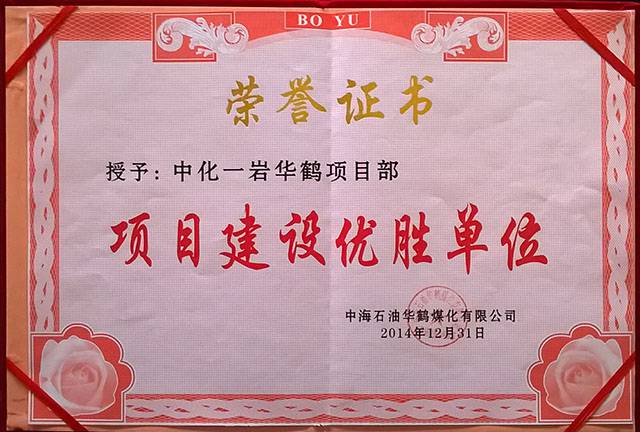 BO YU
荣誉证书
授予：中化一岩华鹤项目部
项目建设优胜单位
中海石油华鹤煤化有限公司
2014年12月31日